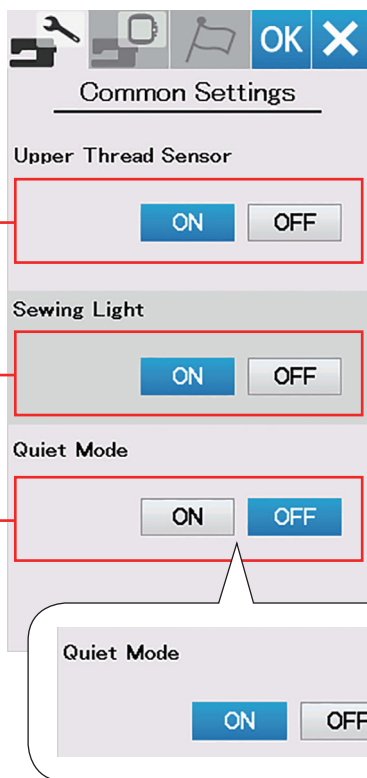 OK X
Common Settings
Upper Thread Sensor
ON OFF
Sewing Light
ON OFF
Quiet Mode
ON OFF
Quiet Mode
ON OFF